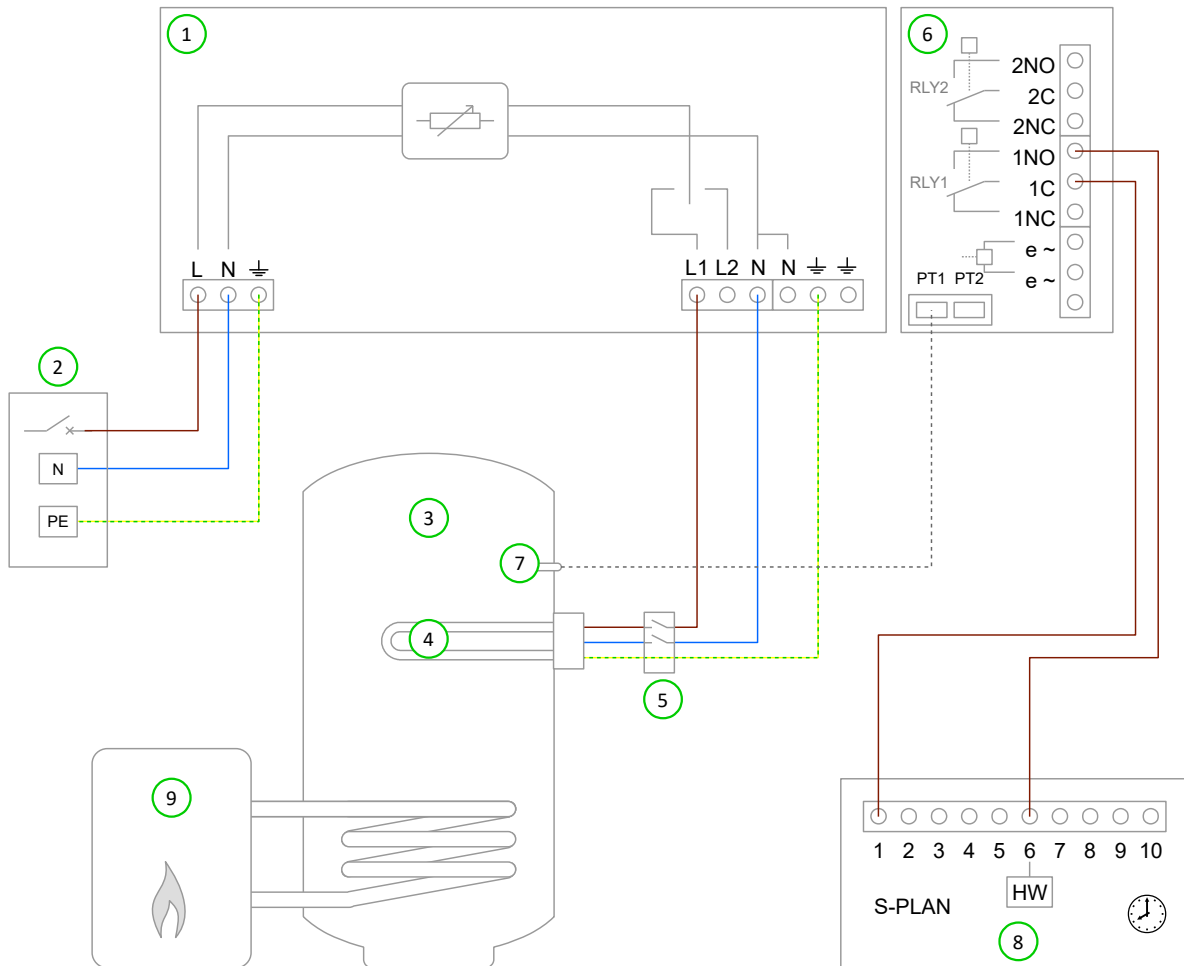 1
6
2NO
RLY2
2C
2NC
1NO
RLY1
1C
1NC
e ~
e ~
PT1 PT2
L N
L1 L2 N N
2
N
PE
3
7
4
5
9
1 2 3 4 5 6 7 8 9 10
HW
S-PLAN
8